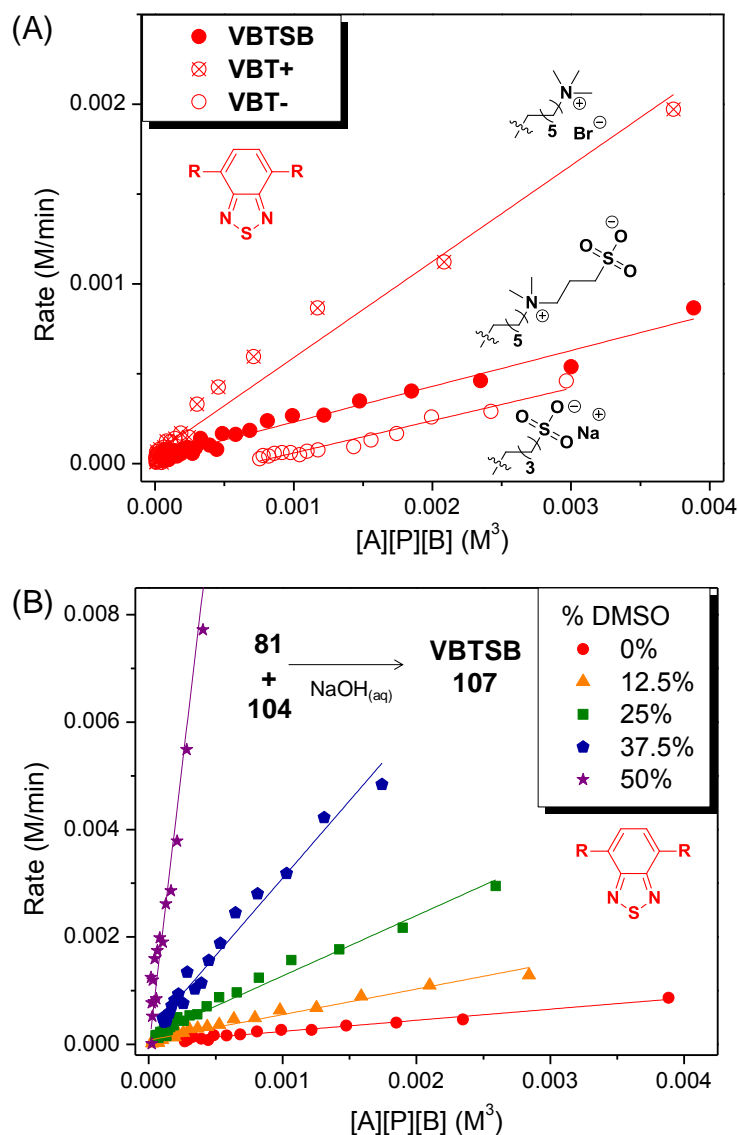 (A)
VBTSB
VBT+
VBT-
R R
N N
S
N
⊕
5
Br⊖
⊖
O
O
S
O
N
⊕
5
O ⊖ ⊕
O Na
S
O
3
0.002
0.001
0.000
Rate (M/min)
0.000 0.001 0.002 0.003 0.004
[A][P][B] (M³)
(B)
81
+
104
NaOH(aq)
VBTSB
107
% DMSO
0%
12.5%
25%
37.5%
50%
R R
N N
S
0.008
0.006
0.004
0.002
0.000
Rate (M/min)
0.000 0.001 0.002 0.003 0.004
[A][P][B] (M³)